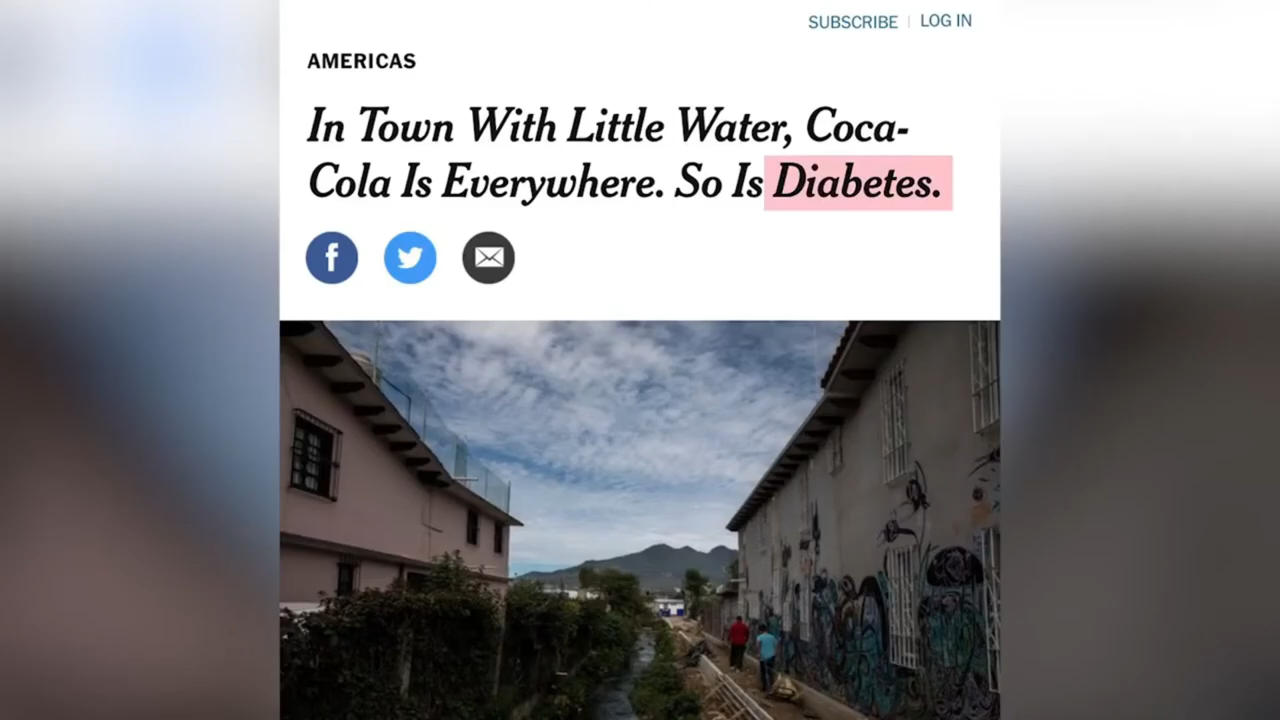 SUBSCRIBE | LOG IN
AMERICAS
In Town With Little Water, Coca-
Cola Is Everywhere. So Is Diabetes.